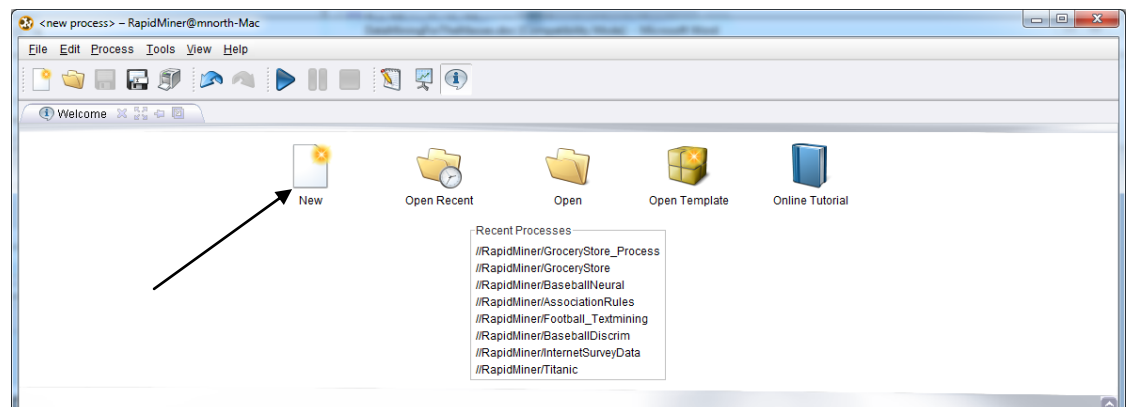 <new process> – RapidMiner@mnorth-Mac
File Edit Process Tools View Help
Welcome
New Open Recent Open Open Template Online Tutorial
Recent Processes
//RapidMiner/GroceryStore_Process
//RapidMiner/GroceryStore
//RapidMiner/BaseballNeural
//RapidMiner/AssociationRules
//RapidMiner/Football_Textmining
//RapidMiner/BaseballDiscrim
//RapidMiner/InternetSurveyData
//RapidMiner/Titanic